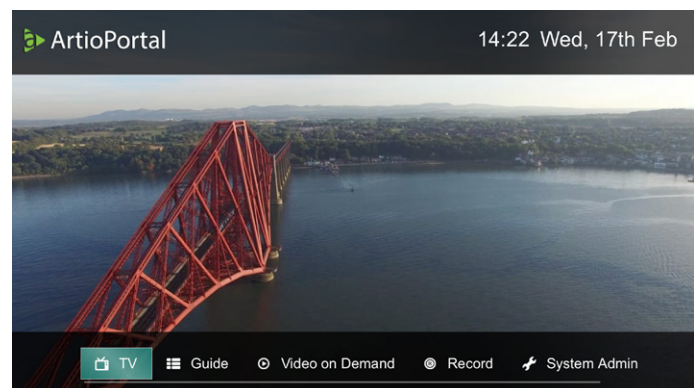 ArtioPortal
14:22 Wed, 17th Feb
TV Guide Video on Demand Record System Admin